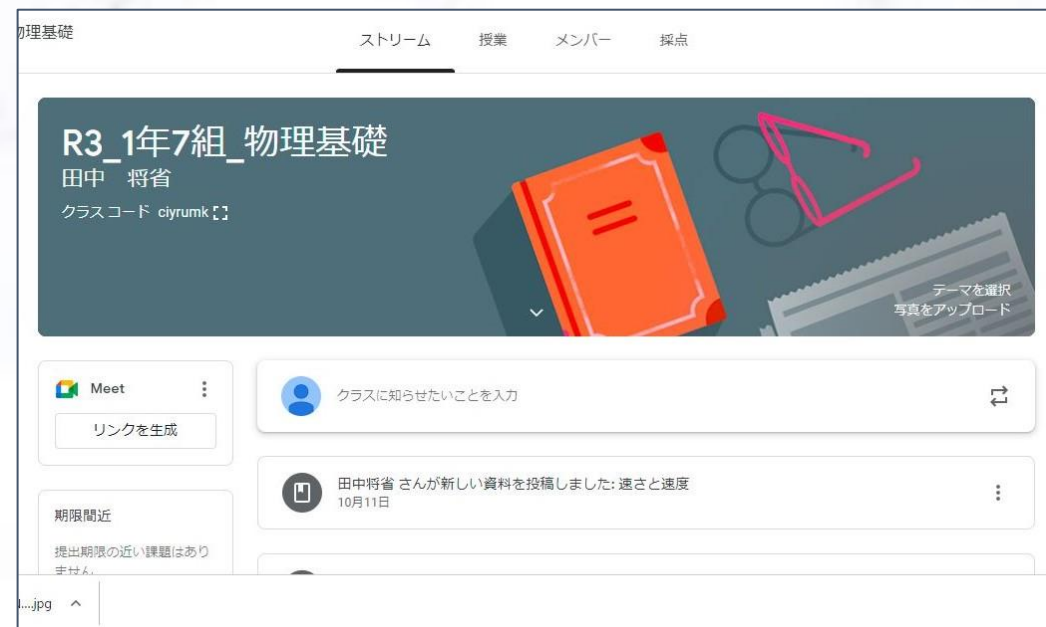 物理基礎
ストリーム 授業 メンバー 採点
R3_1年7組_物理基礎
田中 将省
クラス コード ciyrumk
テーマを選択
写真をアップロード
Meet
リンクを生成
クラスに知らせたいことを入力
田中将省 さんが新しい資料を投稿しました: 速さと速度
10月11日
期限間近
提出期限の近い課題はあり
ません
....jpg